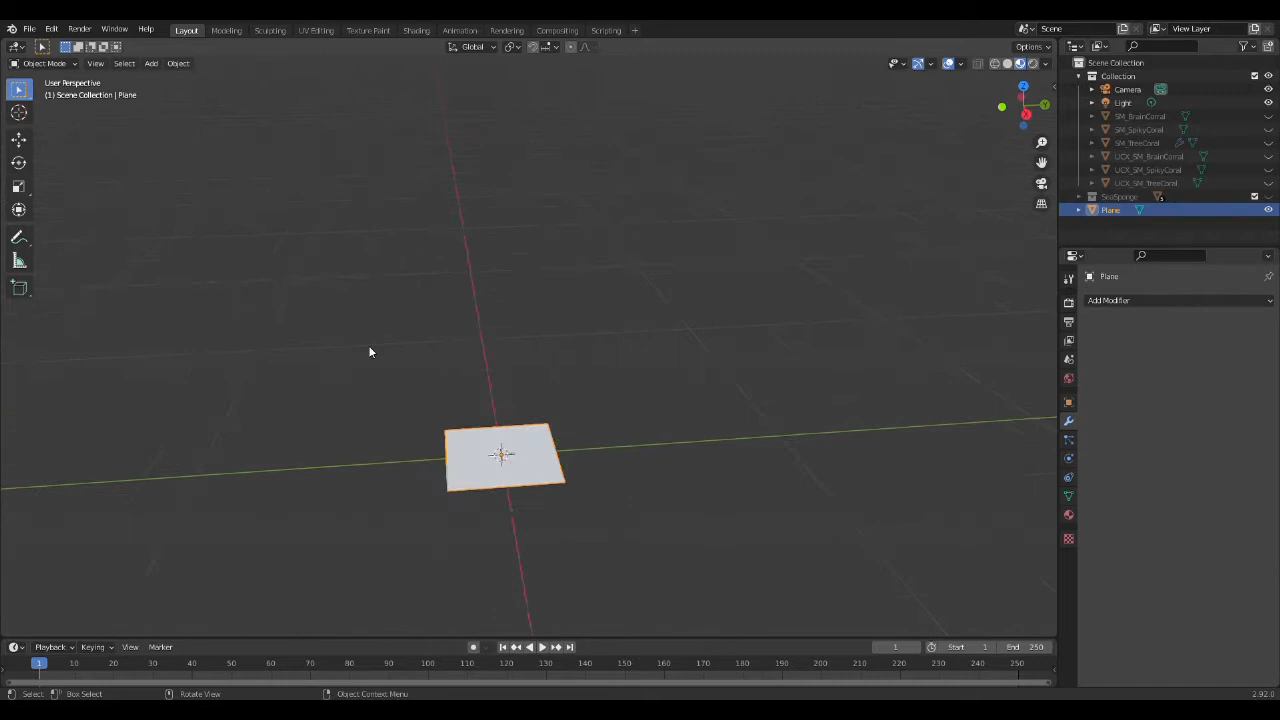 File Edit Render Window Help Layout Modeling Sculpting UV Editing Texture Paint Shading Animation Rendering Compositing Scripting + Scene View Layer
Global Options
Object Mode View Select Add Object
User Perspective
(1) Scene Collection | Plane
Z
Y
X
Scene Collection
Collection
Camera
Light
SM_BrainCorral
SM_SpikyCoral
SM_TreeCoral
UCX_SM_BrainCorral
UCX_SM_SpikyCoral
UCX_SM_TreeCoral
SeaSponge
Plane
Plane
Add Modifier
Playback Keying View Marker 1 Start 1 End 250
1 10 20 30 40 50 60 70 80 90 100 110 120 130 140 150 160 170 180 190 200 210 220 230 240 250
Select Box Select Rotate View Object Context Menu 2.92.0